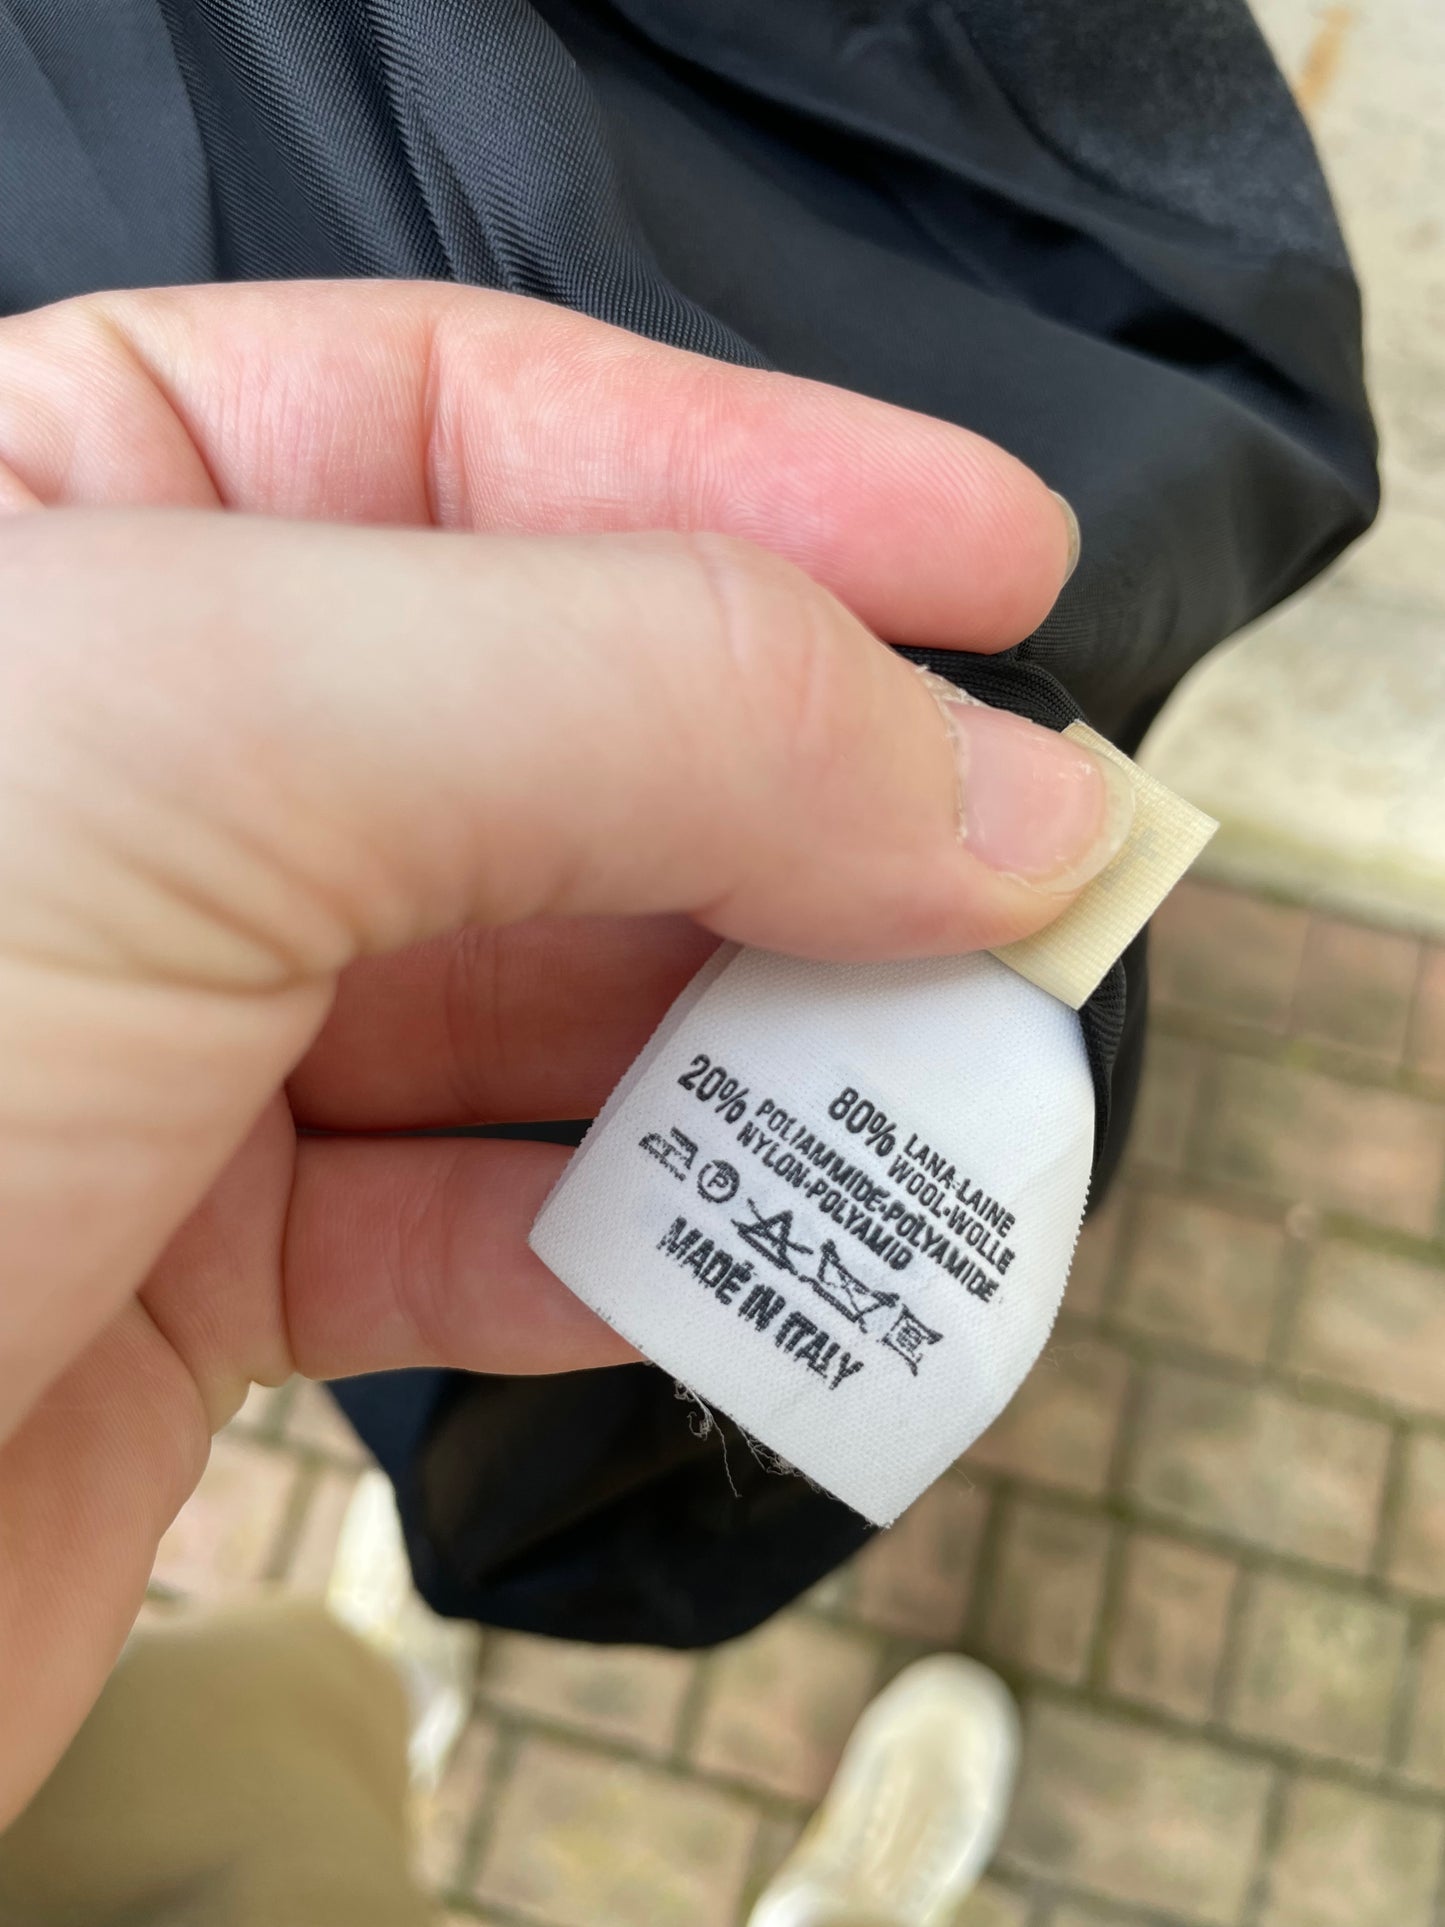 80% LANA-LAINE
WOOL-WOLLE
20% POLIAMMIDE-POLYAMIDE
NYLON-POLYAMID
P
MADE IN ITALY